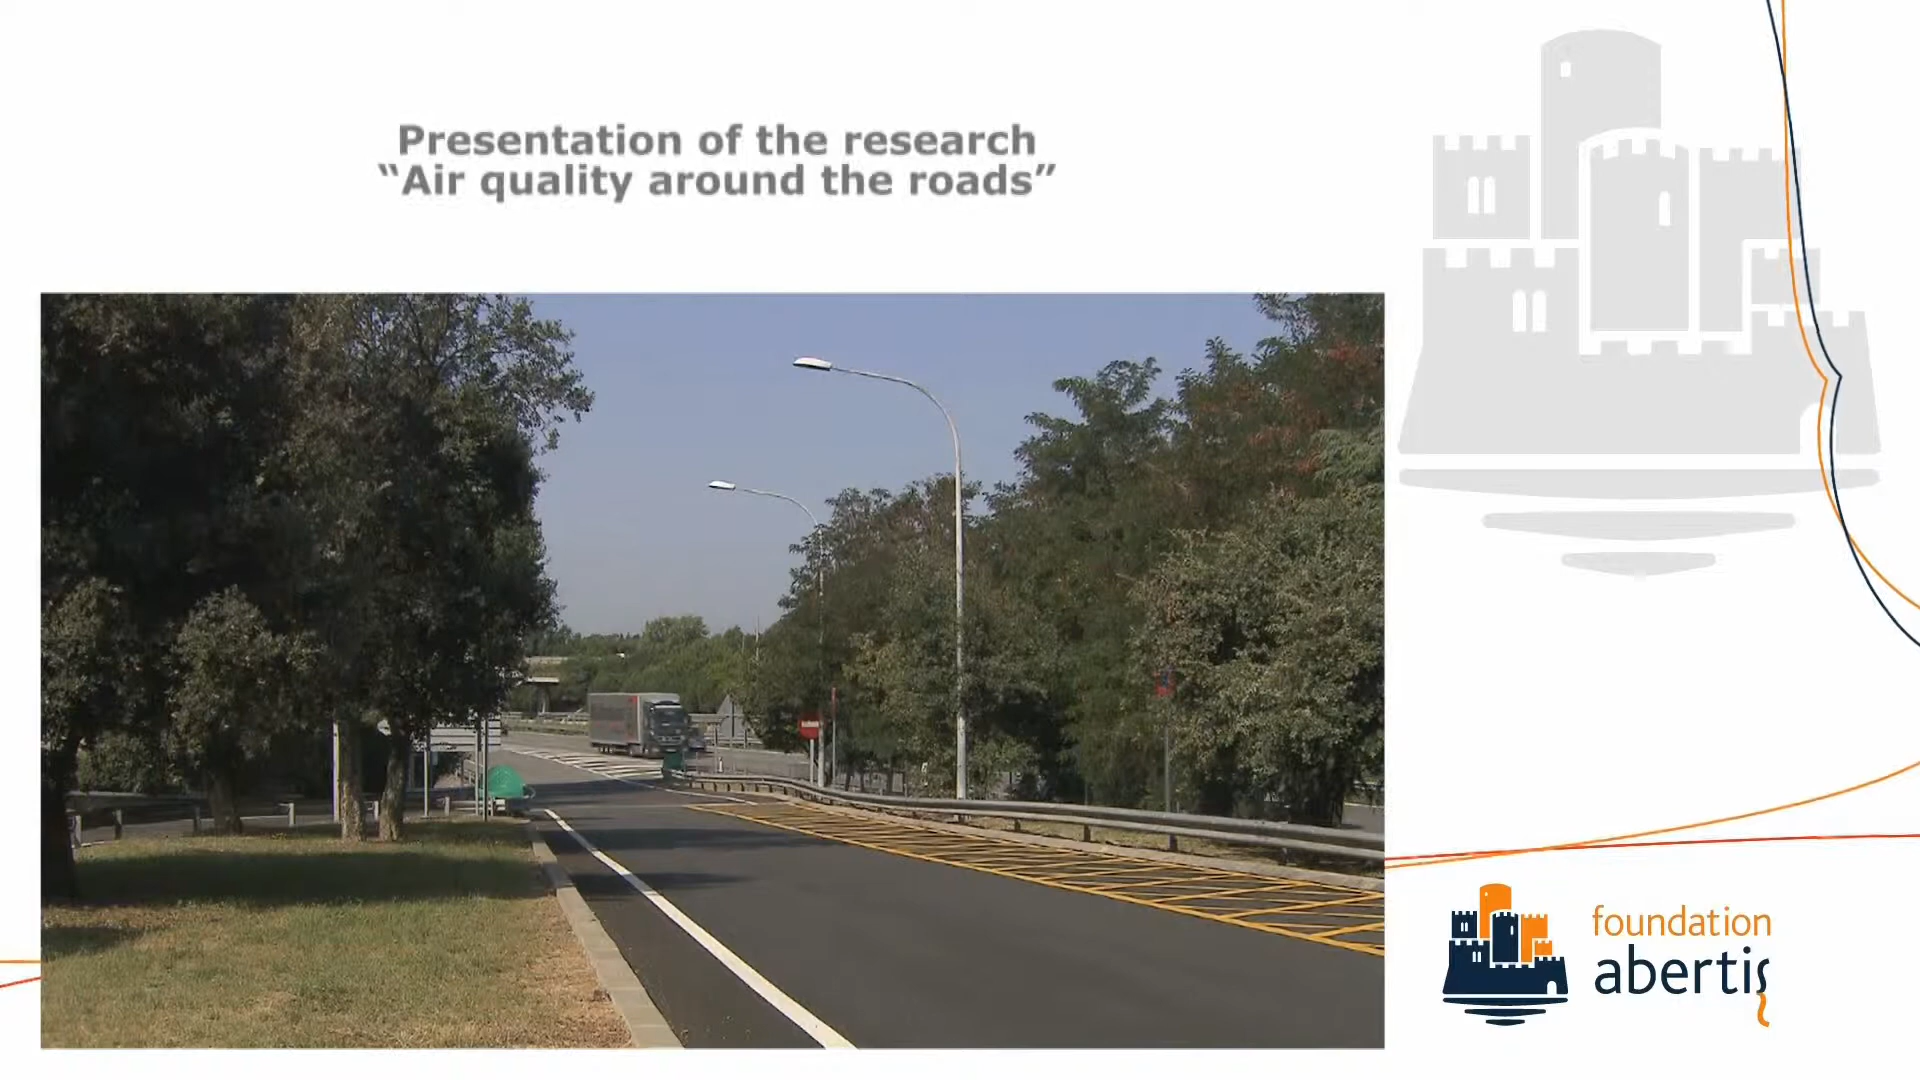 Presentation of the research
“Air quality around the roads”
foundation
abertis